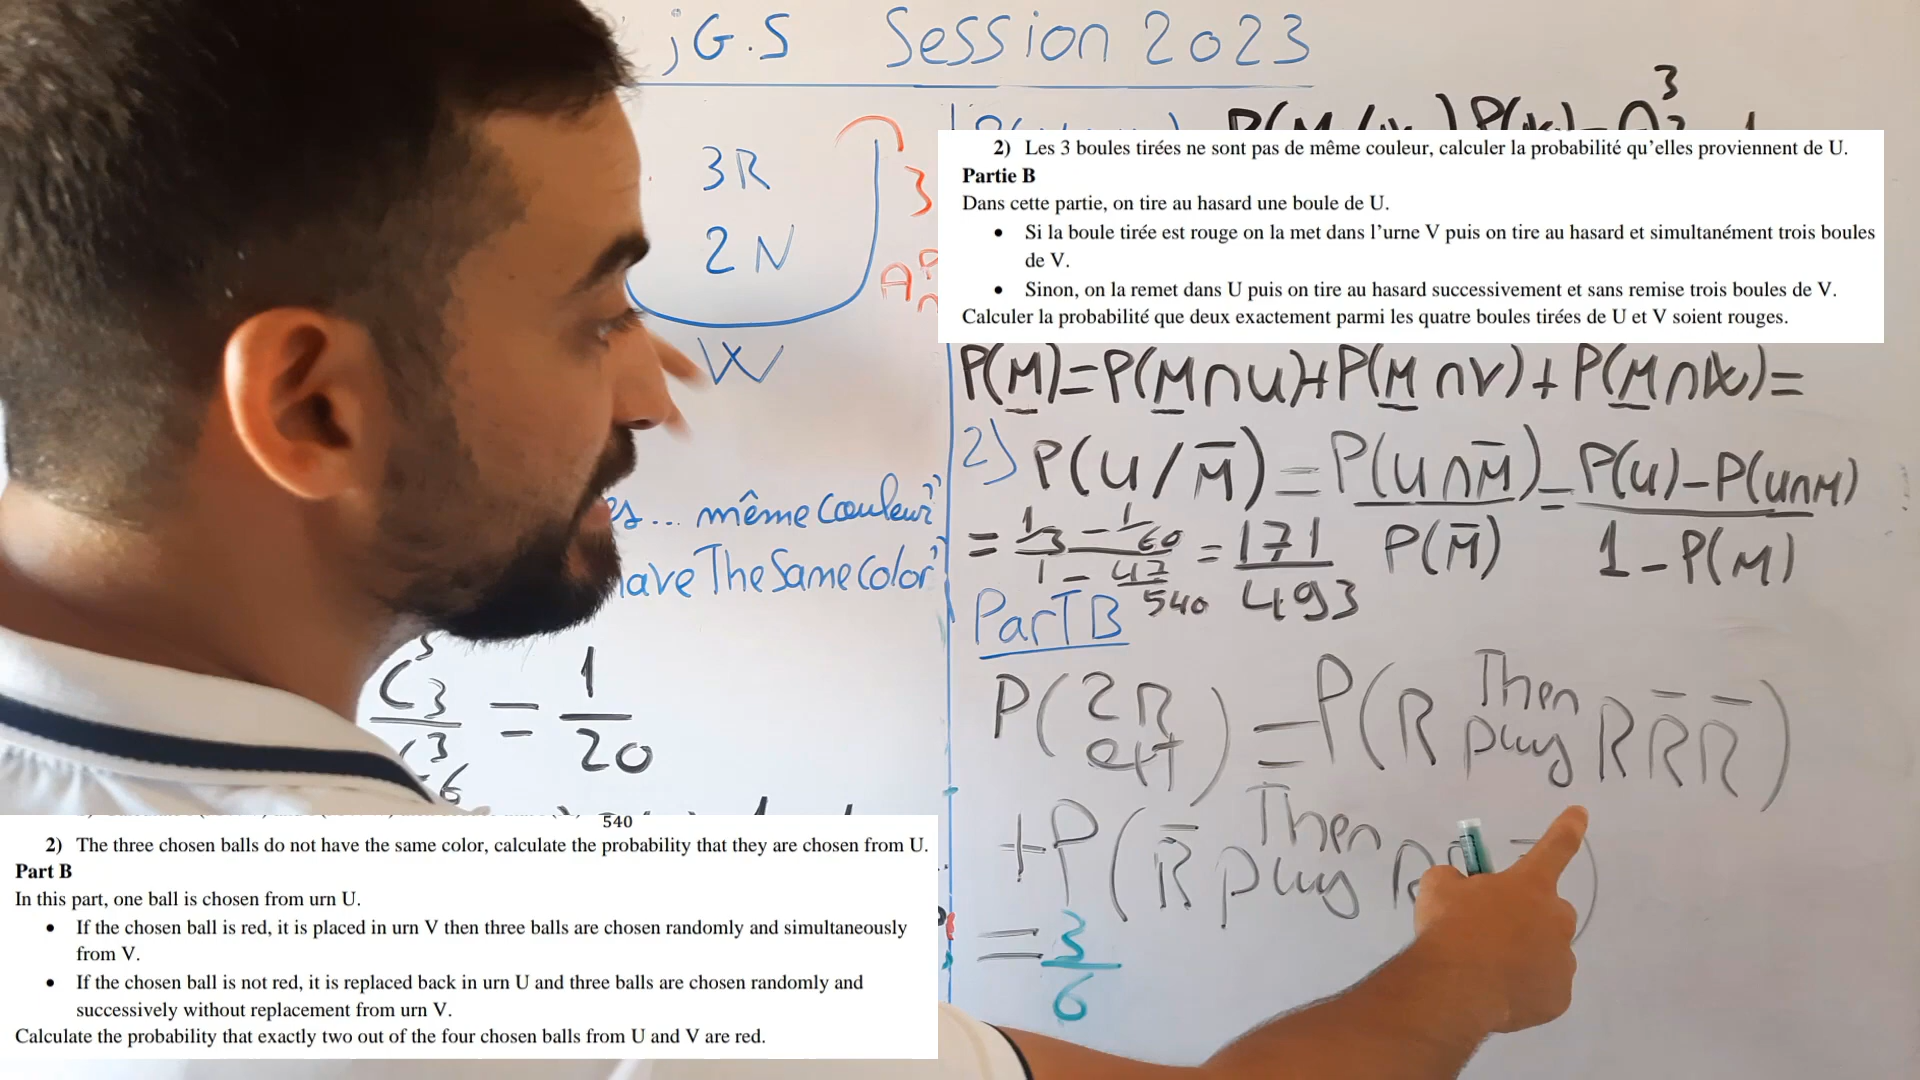 ;G.S Session 2023
3R
2N
W
3
2) Les 3 boules tirées ne sont pas de même couleur, calculer la probabilité qu'elles proviennent de U.
Partie B
Dans cette partie, on tire au hasard une boule de U.
• Si la boule tirée est rouge on la met dans l'urne V puis on tire au hasard et simultanément trois boules
de V.
• Sinon, on la remet dans U puis on tire au hasard successivement et sans remise trois boules de V.
Calculer la probabilité que deux exactement parmi les quatre boules tirées de U et V soient rouges.
P(M)=P(M∩U)+P(M∩V)+P(M∩W)=
2) P(U/M̄)=P(U∩M̄)/P(M̄)=P(U)-P(U∩M)/1-P(M)
= 1/3 - 1/60 / 1 - 47/540 = 171/493
... même couleur"
have The Same Color"
Part B
C³₃/C³₆ = 1/20
P(2R ext) = P(R Then plug R R̄ R̄)
+P(R̄ Then plug R
= 3/6
540
2) The three chosen balls do not have the same color, calculate the probability that they are chosen from U.
Part B
In this part, one ball is chosen from urn U.
• If the chosen ball is red, it is placed in urn V then three balls are chosen randomly and simultaneously
from V.
• If the chosen ball is not red, it is replaced back in urn U and three balls are chosen randomly and
successively without replacement from urn V.
Calculate the probability that exactly two out of the four chosen balls from U and V are red.